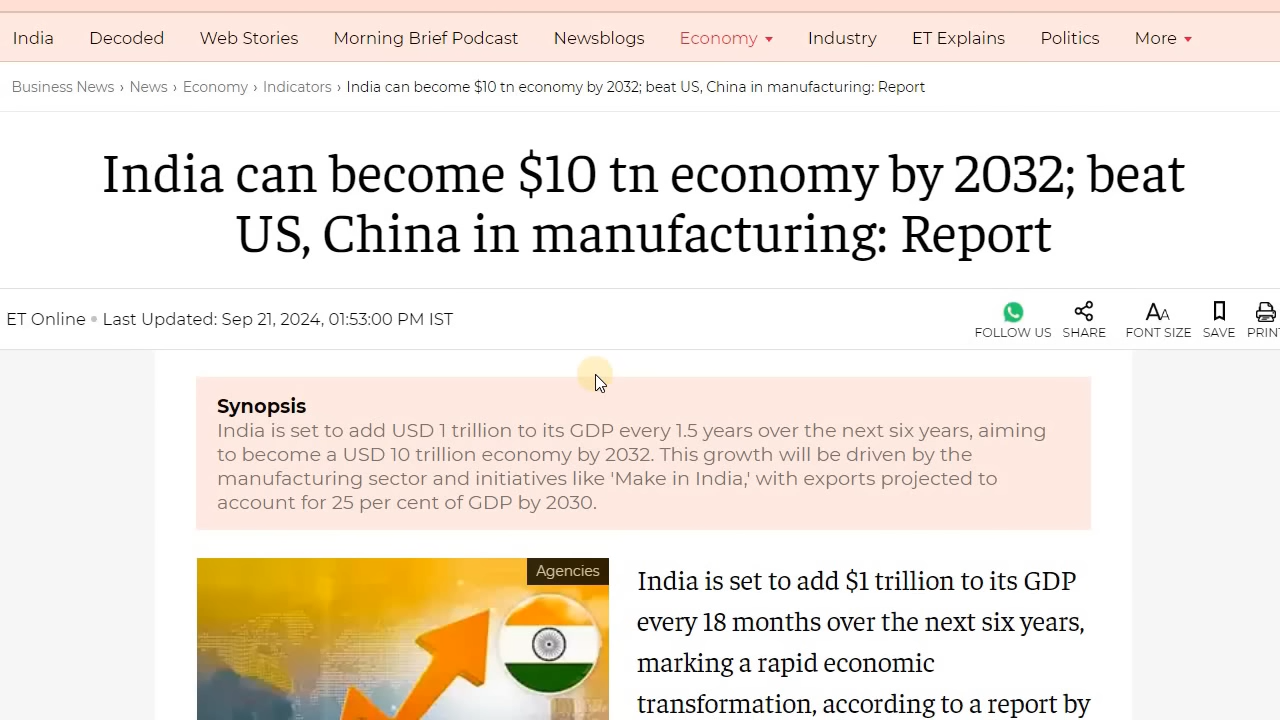 India Decoded Web Stories Morning Brief Podcast Newsblogs Economy Industry ET Explains Politics More
Business News › News › Economy › Indicators › India can become $10 tn economy by 2032; beat US, China in manufacturing: Report
India can become $10 tn economy by 2032; beat
US, China in manufacturing: Report
ET Online • Last Updated: Sep 21, 2024, 01:53:00 PM IST
FOLLOW US SHARE FONT SIZE SAVE PRINT
Synopsis
India is set to add USD 1 trillion to its GDP every 1.5 years over the next six years, aiming
to become a USD 10 trillion economy by 2032. This growth will be driven by the
manufacturing sector and initiatives like 'Make in India,' with exports projected to
account for 25 per cent of GDP by 2030.
Agencies
India is set to add $1 trillion to its GDP
every 18 months over the next six years,
marking a rapid economic
transformation, according to a report by